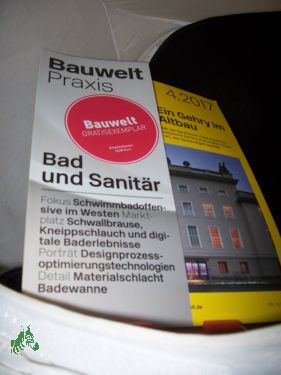 Bauwelt
Praxis
Bauwelt
GRATISEXEMPLAR
Bad
und Sanitär
Fokus Schwimmbadoffen-
sive im Westen Markt-
platz Schwallbrause,
Kneippschlauch und digi-
tale Baderlebnisse
Porträt Designprozess-
optimierungstechnologien
Detail Materialschlacht
Badewanne
4.2017
Ein Gehry im
Altbau